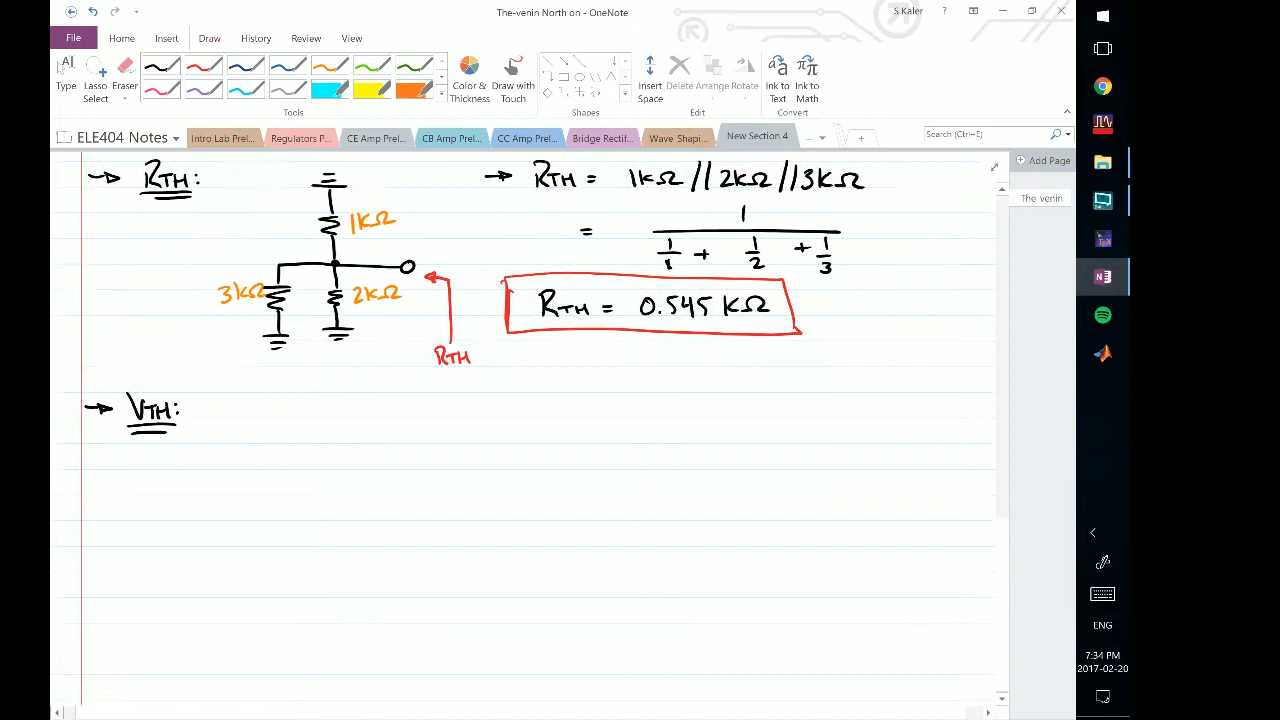 The-venin North on - OneNote
S Kaler
?
File
Home
Insert
Draw
History
Review
View
Type
Lasso Select
Eraser
Color & Thickness
Draw with Touch
Insert Space
Delete
Arrange
Rotate
Ink to Text
Ink to Math
Tools
Shapes
Edit
Convert
ELE404 Notes
Intro Lab Prel...
Regulators P...
CE Amp Prel...
CB Amp Prel...
CC Amp Prel...
Bridge Rectif...
Wave Shapi...
New Section 4
...
Search (Ctrl+E)
Add Page
The venin
→ RTH:
1KΩ
3KΩ
2KΩ
RTH
→ RTH = 1KΩ // 2KΩ // 3KΩ
= 1 / (1/1 + 1/2 + 1/3)
RTH = 0.545 KΩ
→ VTH:
ENG
7:34 PM
2017-02-20